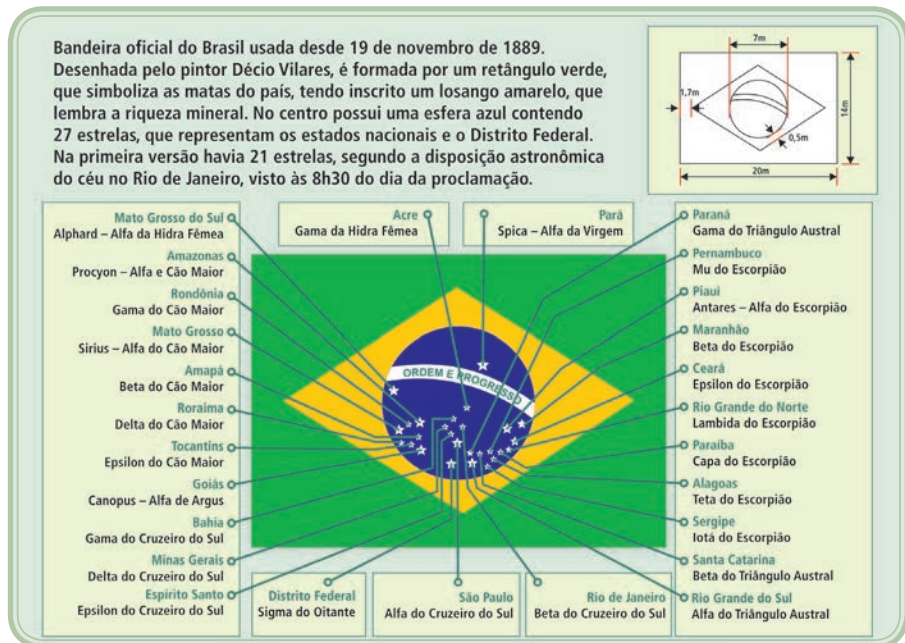 Bandeira oficial do Brasil usada desde 19 de novembro de 1889.
Desenhada pelo pintor Décio Vilares, é formada por um retângulo verde,
que simboliza as matas do país, tendo inscrito um losango amarelo, que
lembra a riqueza mineral. No centro possui uma esfera azul contendo
27 estrelas, que representam os estados nacionais e o Distrito Federal.
Na primeira versão havia 21 estrelas, segundo a disposição astronômica
do céu no Rio de Janeiro, visto às 8h30 do dia da proclamação.
7m
1,7m
14m
0,5m
20m
Mato Grosso do Sul
Alphard – Alfa da Hidra Fêmea
Amazonas
Procyon – Alfa e Cão Maior
Rondônia
Gama do Cão Maior
Mato Grosso
Sirius – Alfa do Cão Maior
Amapá
Beta do Cão Maior
Roraima
Delta do Cão Maior
Tocantins
Epsilon do Cão Maior
Goiás
Canopus – Alfa de Argus
Bahia
Gama do Cruzeiro do Sul
Minas Gerais
Delta do Cruzeiro do Sul
Espírito Santo
Epsilon do Cruzeiro do Sul
Acre
Gama da Hidra Fêmea
Pará
Spica – Alfa da Virgem
ORDEM E PROGRESSO
Distrito Federal
Sigma do Oitante
São Paulo
Alfa do Cruzeiro do Sul
Rio de Janeiro
Beta do Cruzeiro do Sul
Paraná
Gama do Triângulo Austral
Pernambuco
Mu do Escorpião
Piauí
Antares – Alfa do Escorpião
Maranhão
Beta do Escorpião
Ceará
Epsilon do Escorpião
Rio Grande do Norte
Lambida do Escorpião
Paraíba
Capa do Escorpião
Alagoas
Teta do Escorpião
Sergipe
Iotá do Escorpião
Santa Catarina
Beta do Triângulo Austral
Rio Grande do Sul
Alfa do Triângulo Austral